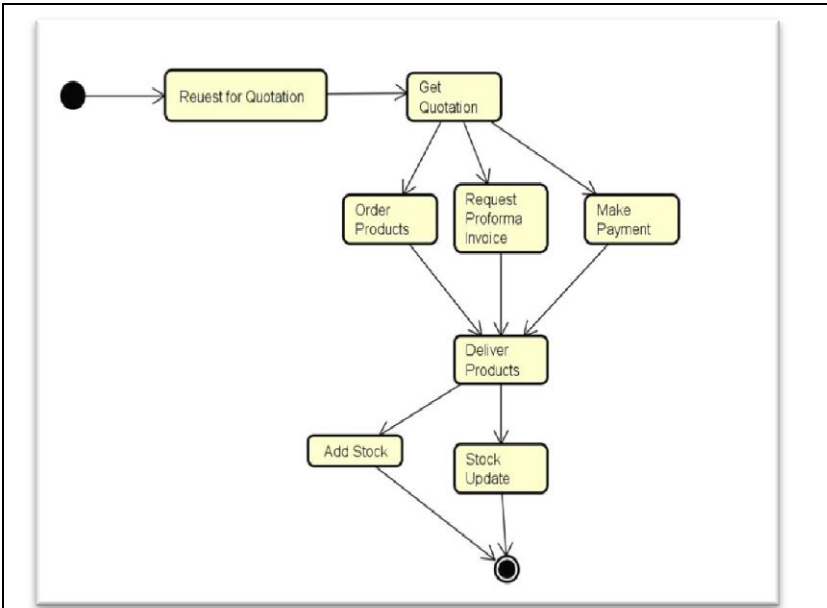 Reuest for Quotation
Get
Quotation
Order
Products
Request
Proforma
Invoice
Make
Payment
Deliver
Products
Add Stock
Stock
Update